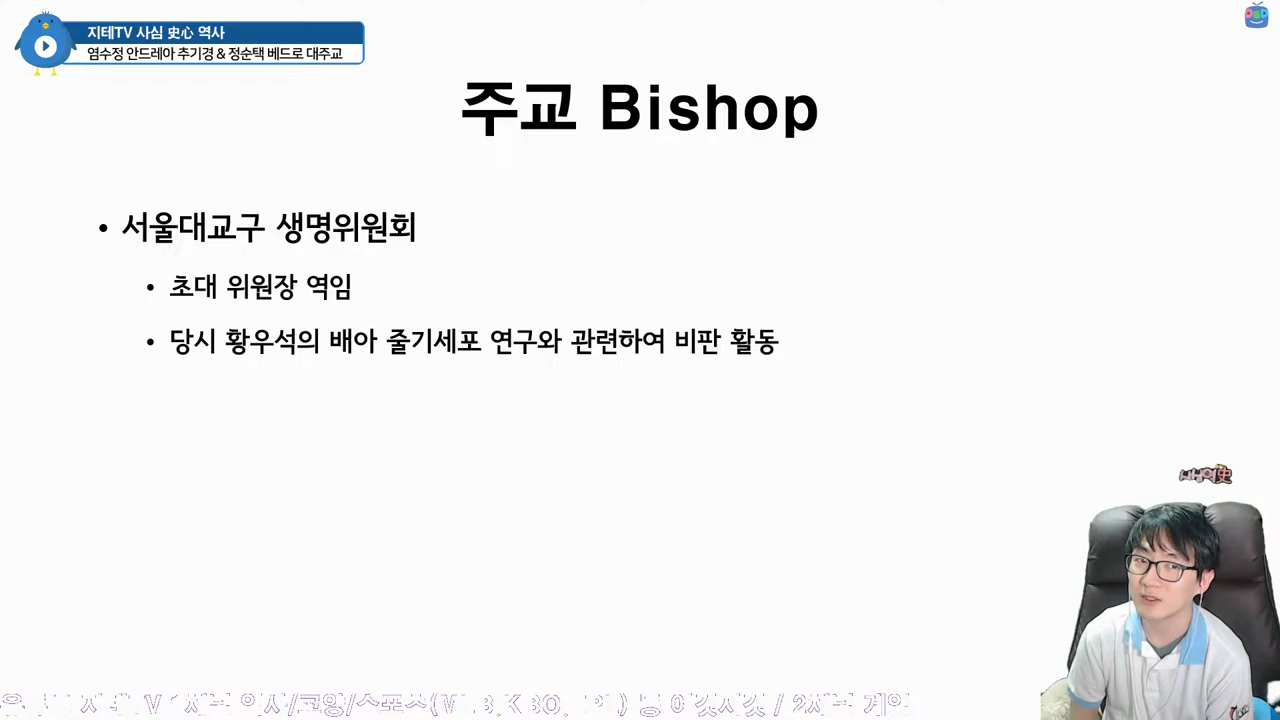 지테TV 사심 史心 역사
염수정 안드레아 추기경 & 정순택 베드로 대주교
주교 Bishop
• 서울대교구 생명위원회
• 초대 위원장 역임
• 당시 황우석의 배아 줄기세포 연구와 관련하여 비판 활동